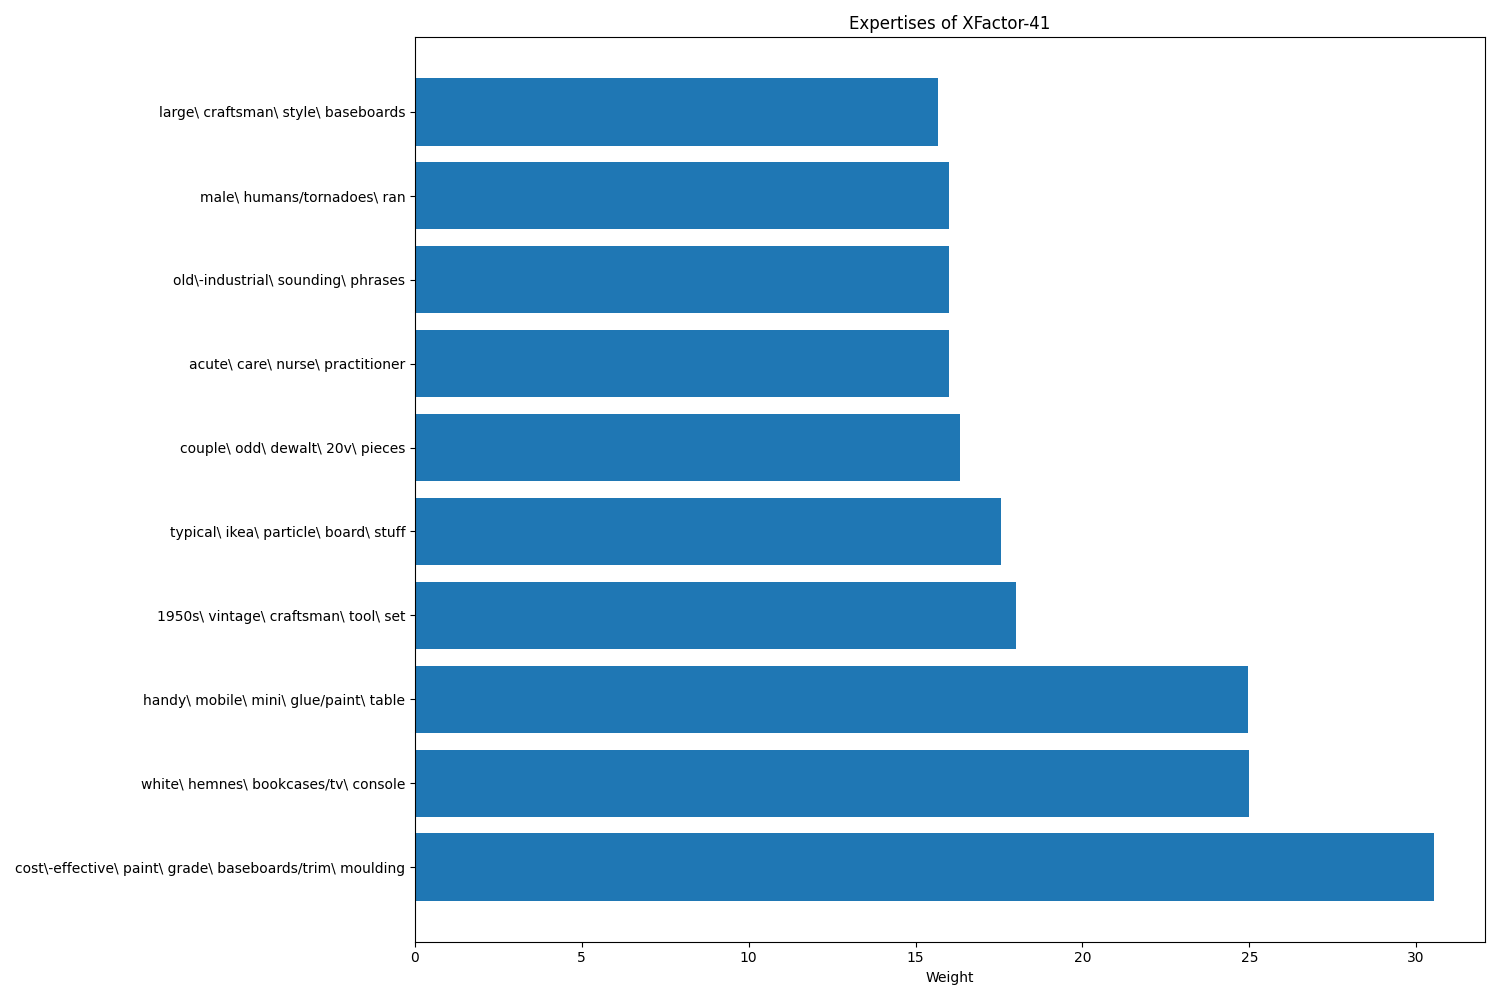 Expertises of XFactor-41
large\ craftsman\ style\ baseboards
male\ humans/tornadoes\ ran
old\-industrial\ sounding\ phrases
acute\ care\ nurse\ practitioner
couple\ odd\ dewalt\ 20v\ pieces
typical\ ikea\ particle\ board\ stuff
1950s\ vintage\ craftsman\ tool\ set
handy\ mobile\ mini\ glue/paint\ table
white\ hemnes\ bookcases/tv\ console
cost\-effective\ paint\ grade\ baseboards/trim\ moulding
0 5 10 15 20 25 30
Weight